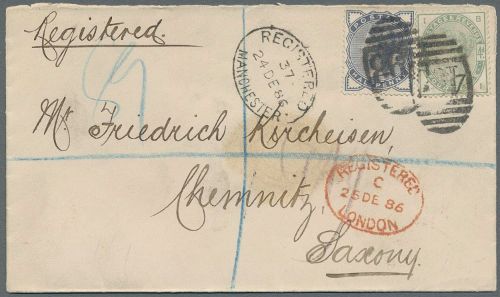 Registered.
REGISTERED
37
24 DE 86
MANCHESTER
Mr Friedrich Kircheisen,
Chemnitz,
REGISTERED
C
25 DE 86
LONDON
Saxony.